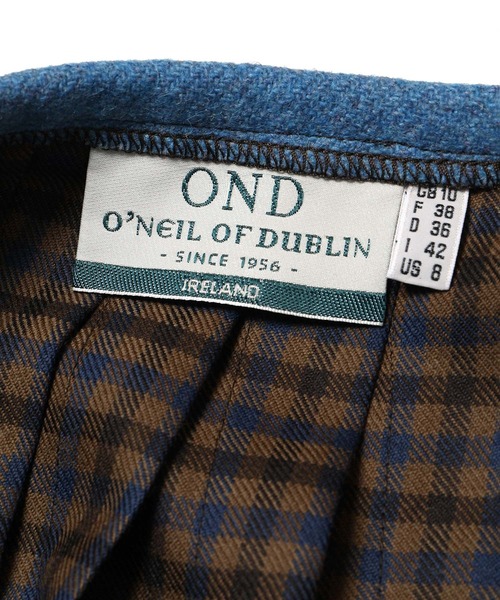 OND
O'NEIL OF DUBLIN
- SINCE 1956 -
IRELAND
GB 10
F 38
D 36
I 42
US 8